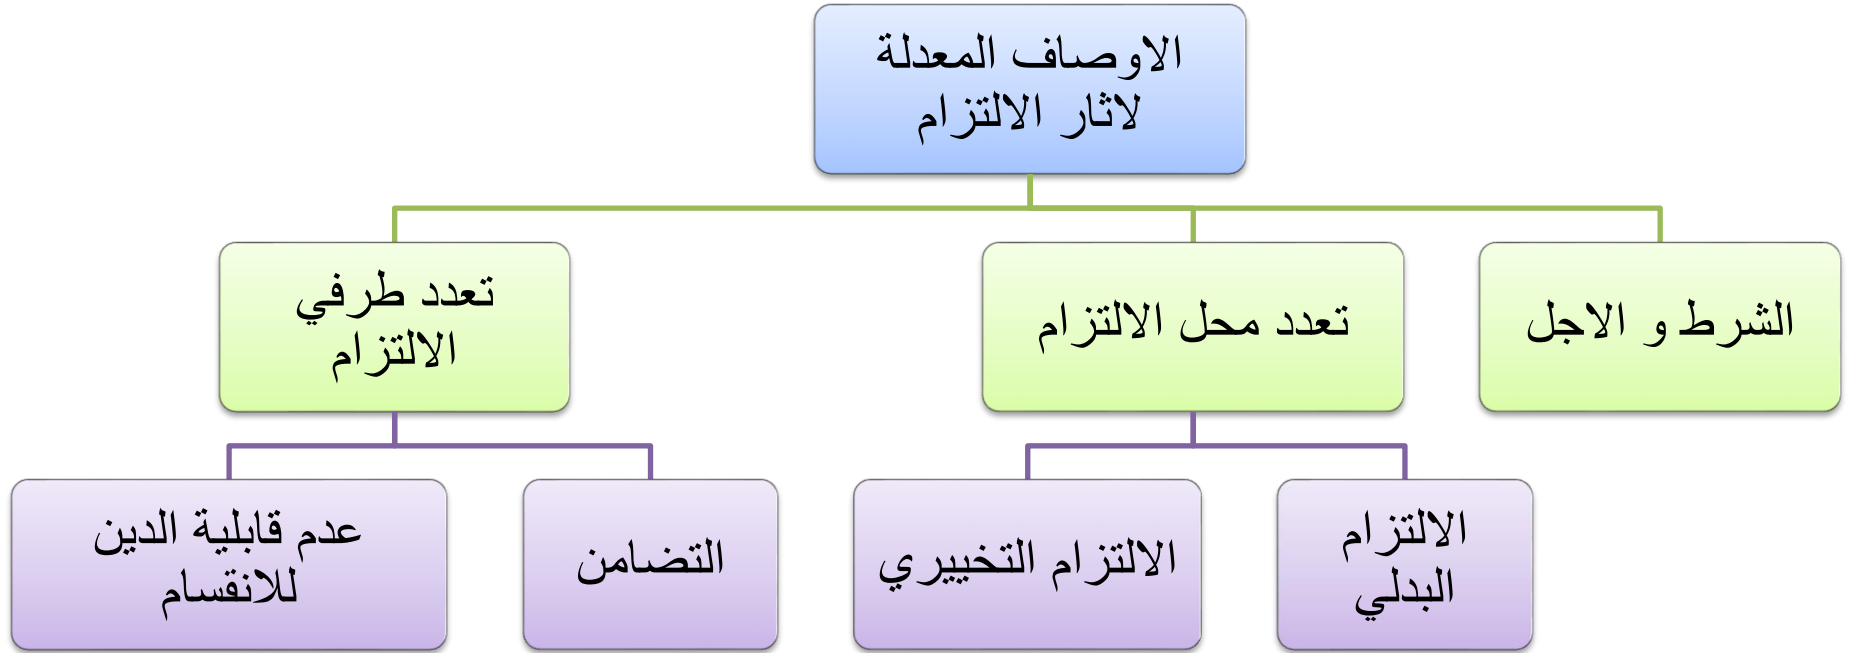 الاوصاف المعدلة
لاثار الالتزام
الشرط و الاجل
تعدد محل الالتزام
تعدد طرفي
الالتزام
الالتزام
البدلي
الالتزام التخييري
التضامن
عدم قابلية الدين
للانقسام